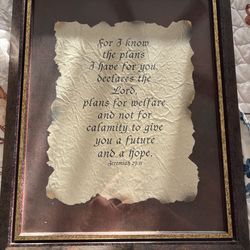 For I know
the plans
I have for you,
declares the
Lord,
plans for welfare
and not for
calamity to give
you a future
and a hope.
Jeremiah 29:11